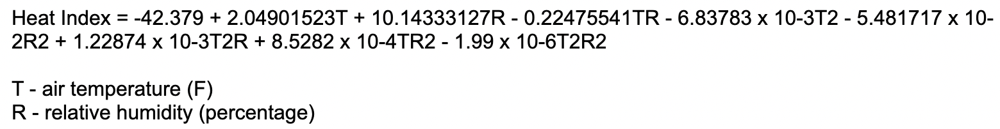 Heat Index = -42.379 + 2.04901523T + 10.14333127R - 0.22475541TR - 6.83783 x 10-3T2 - 5.481717 x 10-
2R2 + 1.22874 x 10-3T2R + 8.5282 x 10-4TR2 - 1.99 x 10-6T2R2
T - air temperature (F)
R - relative humidity (percentage)